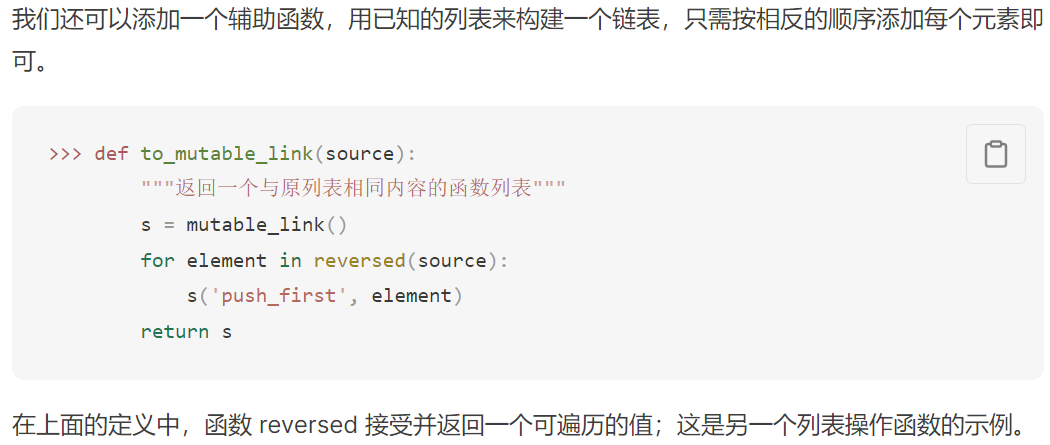 我们还可以添加一个辅助函数，用已知的列表来构建一个链表，只需按相反的顺序添加每个元素即
可。
>>> def to_mutable_link(source):
"""返回一个与原列表相同内容的函数列表"""
s = mutable_link()
for element in reversed(source):
s('push_first', element)
return s
在上面的定义中，函数 reversed 接受并返回一个可遍历的值；这是另一个列表操作函数的示例。